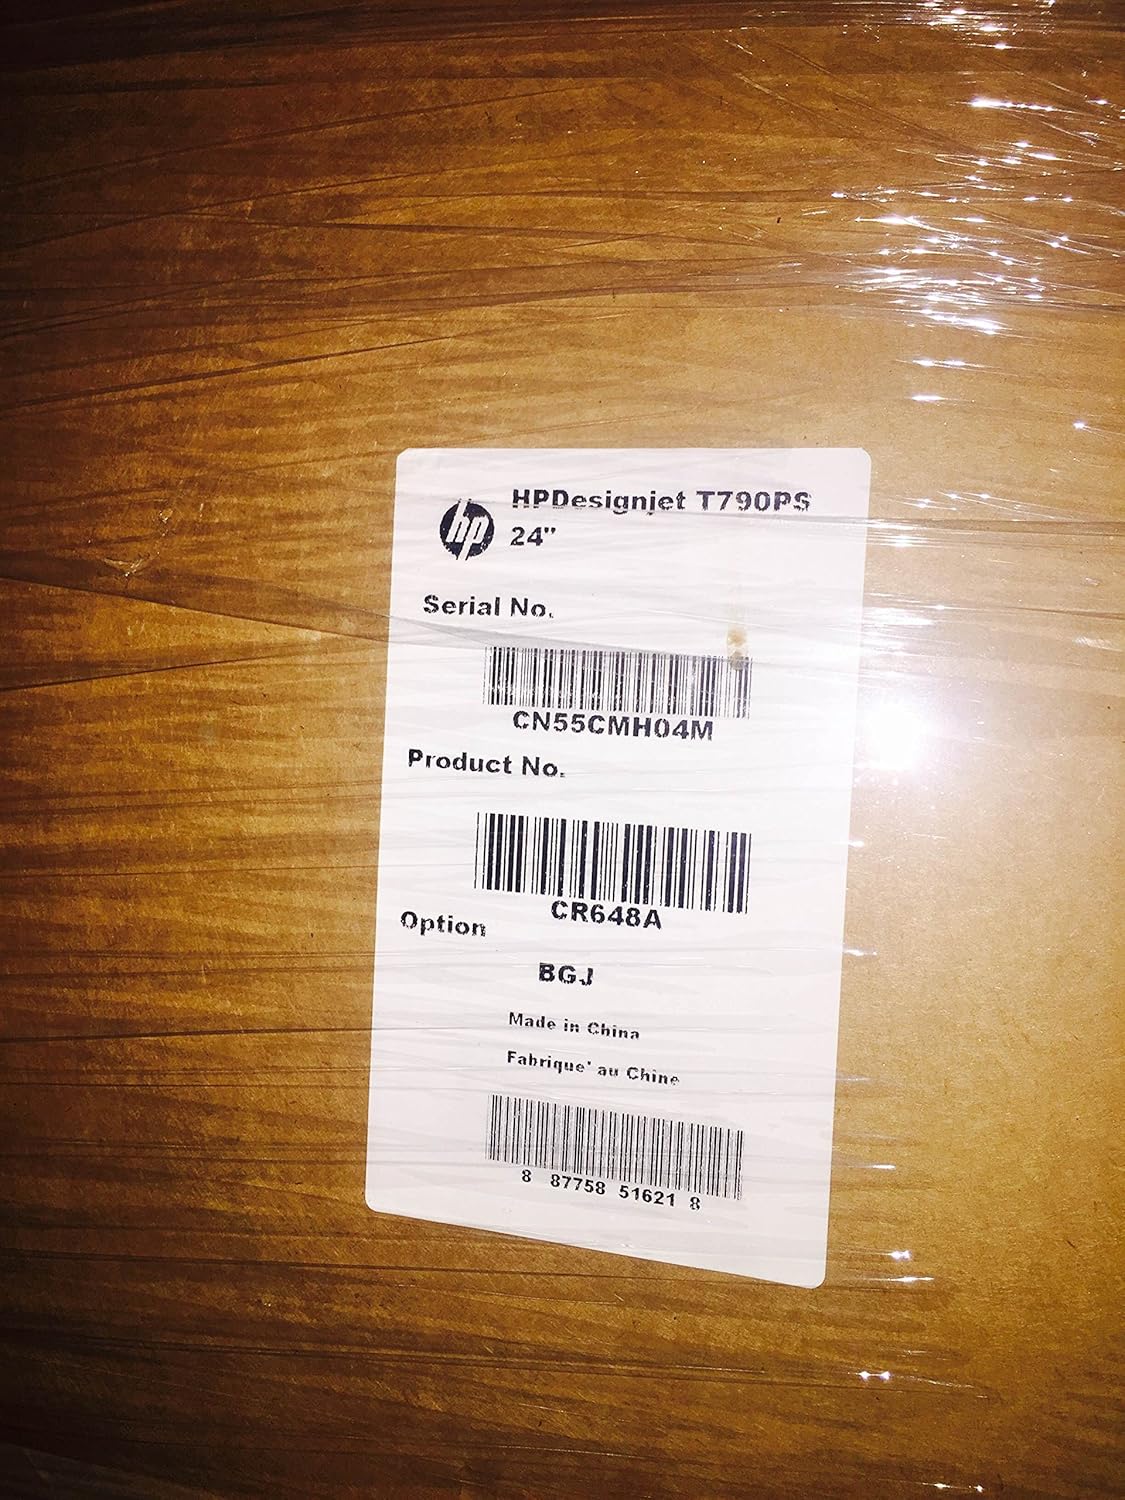 hp
HPDesignjet T790PS
24"
Serial No.
CN55CMH04M
Product No.
CR648A
Option
BGJ
Made in China
Fabrique' au Chine
8 87758 51621 8